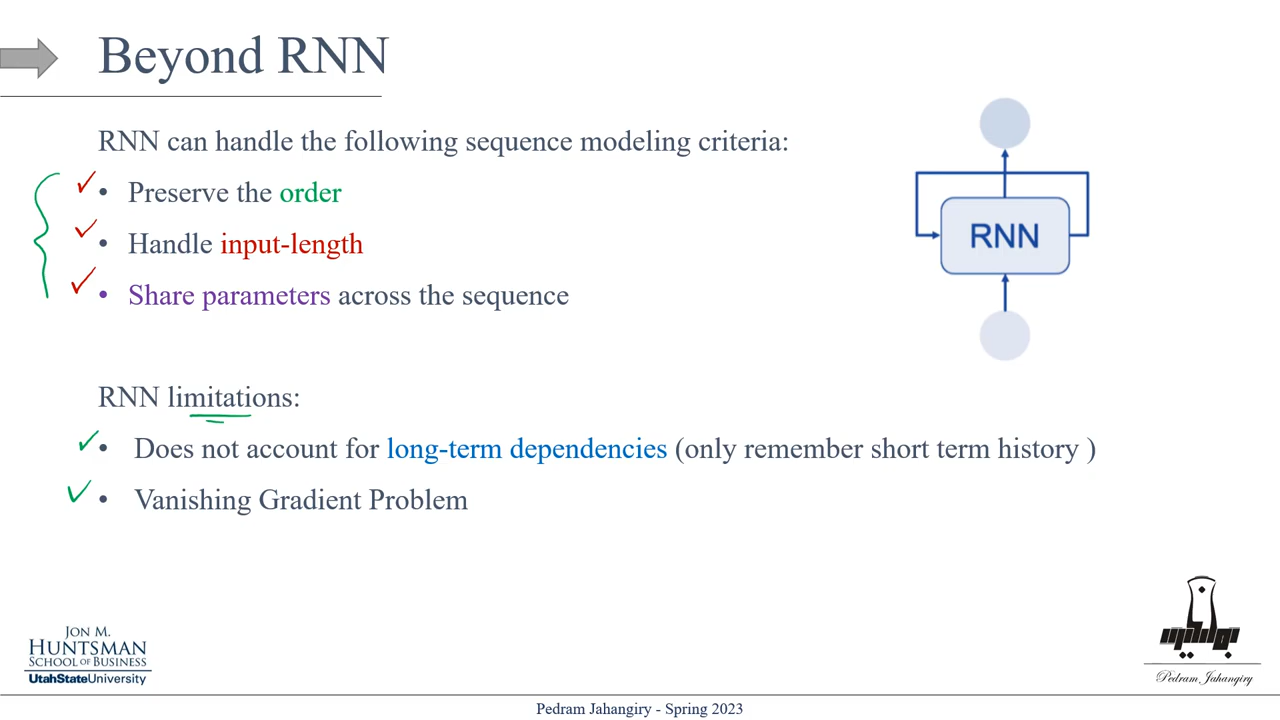 Beyond RNN
RNN can handle the following sequence modeling criteria:
• Preserve the order
• Handle input-length
• Share parameters across the sequence
RNN
RNN limitations:
• Does not account for long-term dependencies (only remember short term history )
• Vanishing Gradient Problem
JON M.
HUNTSMAN
SCHOOL OF BUSINESS
UtahStateUniversity
Pedram Jahangiry
Pedram Jahangiry - Spring 2023